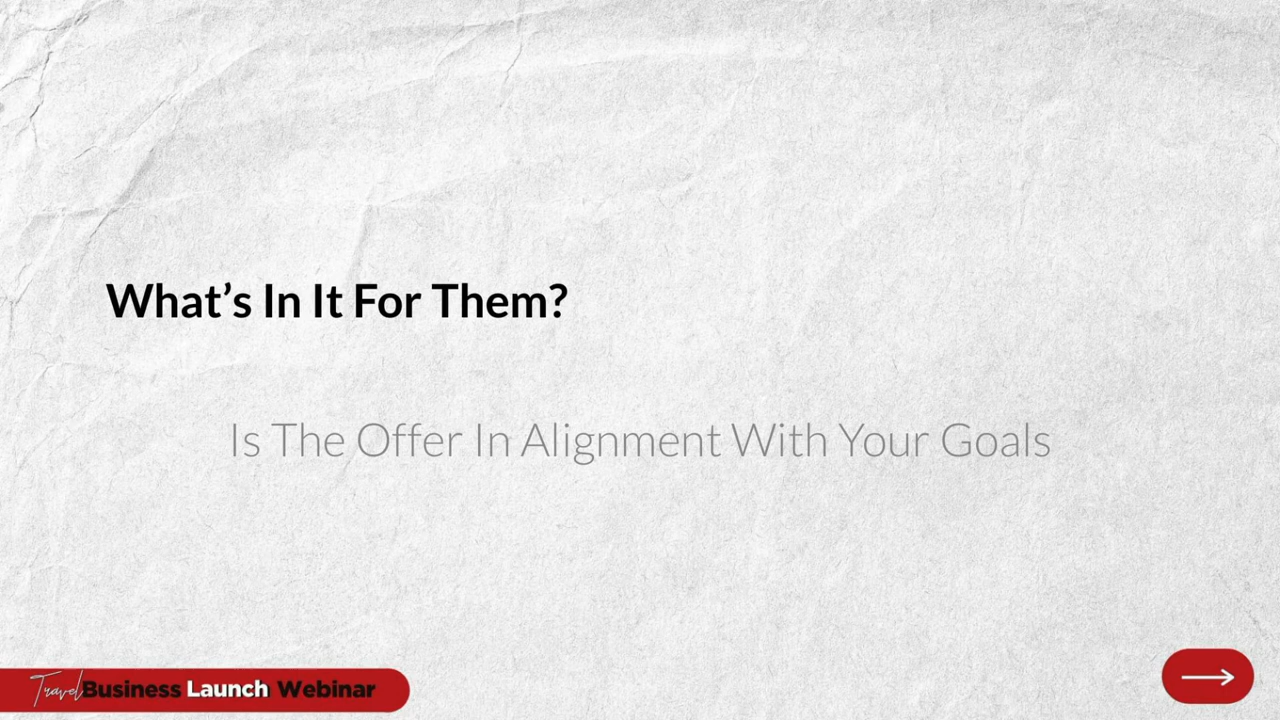 What’s In It For Them?
Is The Offer In Alignment With Your Goals
Travel Business Launch Webinar